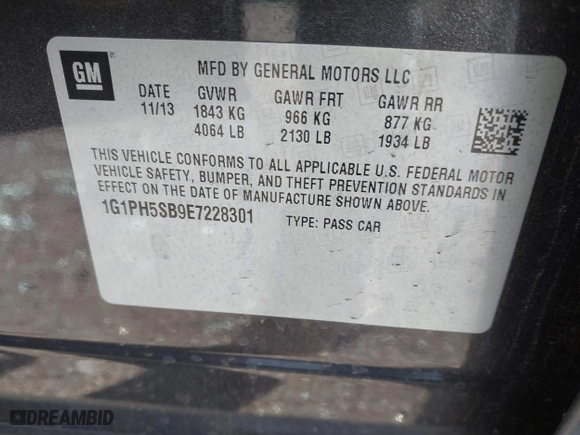 GM
MFD BY GENERAL MOTORS LLC
DATE GVWR GAWR FRT GAWR RR
11/13 1843 KG 966 KG 877 KG
4064 LB 2130 LB 1934 LB
THIS VEHICLE CONFORMS TO ALL APPLICABLE U.S. FEDERAL MOTOR
VEHICLE SAFETY, BUMPER, AND THEFT PREVENTION STANDARDS IN
EFFECT ON THE DATE OF MANUFACTURE SHOWN ABOVE.
1G1PH5SB9E7228301 TYPE: PASS CAR
DREAMBID